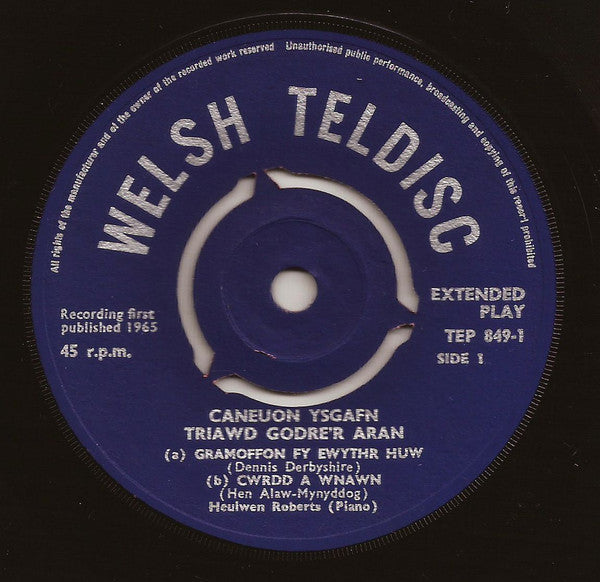 All rights of the manufacturer and of the owner of the recorded work reserved
Unauthorised public performance, broadcasting and copying of this record prohibited
WELSH TELDISC
Recording first
published 1965
45 r.p.m.
EXTENDED
PLAY
TEP 849-1
SIDE 1
CANEUON YSGAFN
TRIAWD GODRE'R ARAN
(a) GRAMOFFON FY EWYTHR HUW
(Dennis Derbyshire)
(b) CWRDD A WNAWN
(Hen Alaw-Mynyddog)
Heulwen Roberts (Piano)